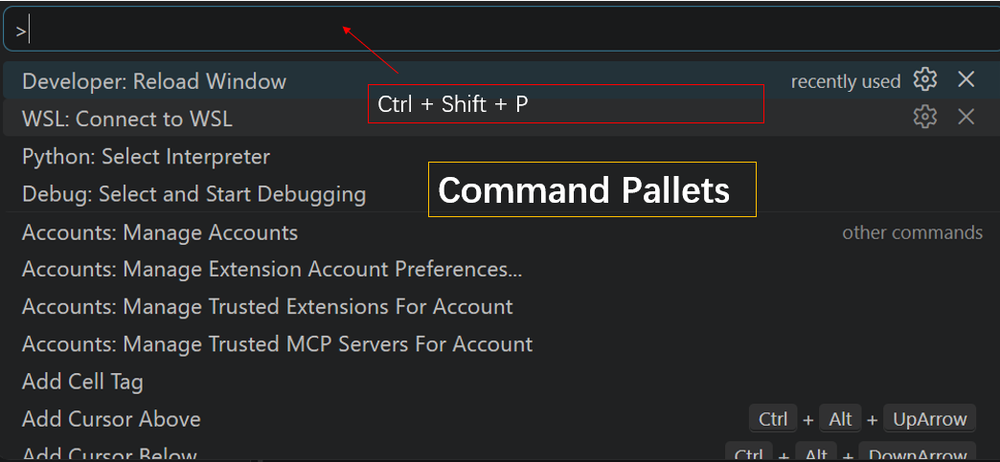 >
Developer: Reload Window recently used
Ctrl + Shift + P
WSL: Connect to WSL
Python: Select Interpreter
Command Pallets
Debug: Select and Start Debugging
Accounts: Manage Accounts other commands
Accounts: Manage Extension Account Preferences...
Accounts: Manage Trusted Extensions For Account
Accounts: Manage Trusted MCP Servers For Account
Add Cell Tag
Add Cursor Above Ctrl + Alt + UpArrow
Add Cursor Below Ctrl + Alt + DownArrow